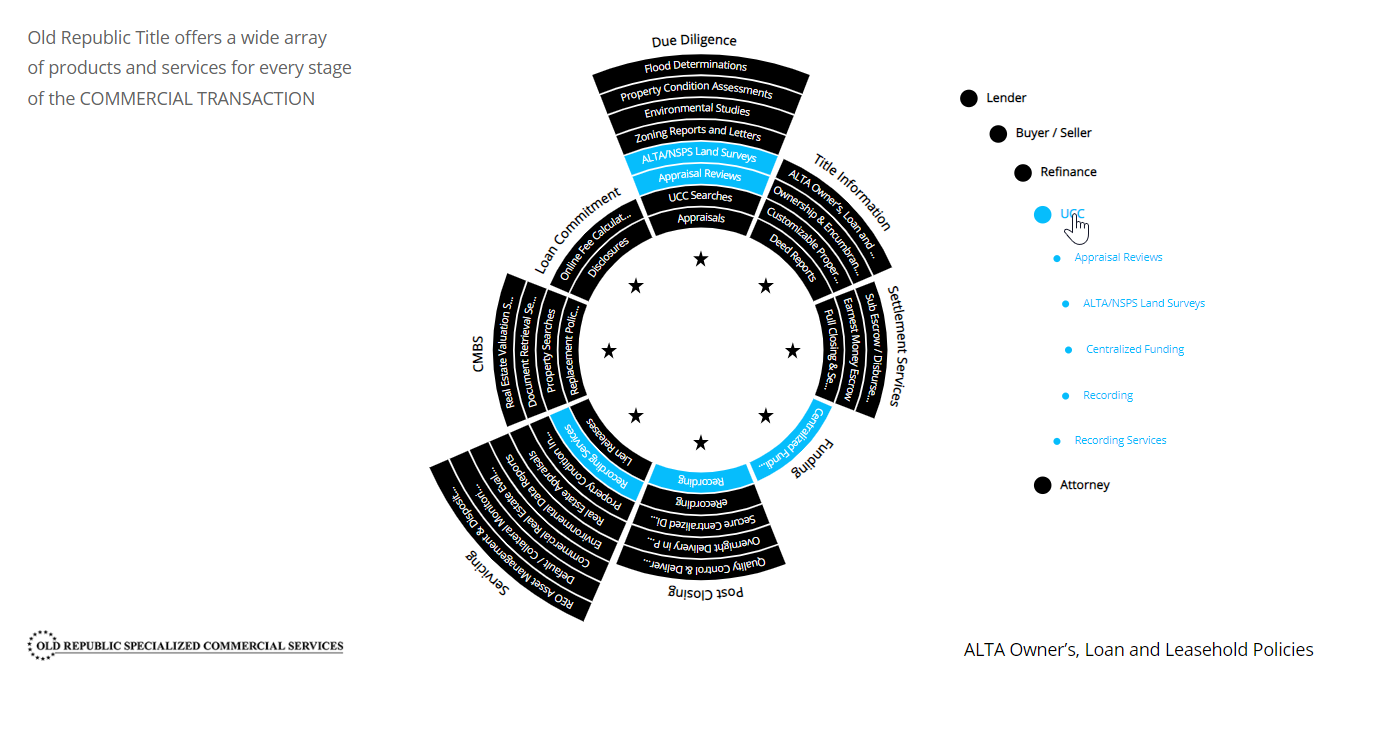 Old Republic Title offers a wide array
of products and services for every stage
of the COMMERCIAL TRANSACTION
Due Diligence
Flood Determinations
Property Condition Assessments
Environmental Studies
Zoning Reports and Letters
ALTA/NSPS Land Surveys
Appraisal Reviews
UCC Searches
Appraisals
Title Information
ALTA Owner's, Loan and ...
Ownership & Encumbran...
Customizable Proper...
Deed Reports
Settlement Services
Sub Escrow / Disburse...
Earnest Money Escrow
Full Closing & Se...
Funding
Centralized Fundi...
Post Closing
Recording
eRecording
Secure Centralized Di...
Overnight Delivery in P...
Quality Control & Deliver...
Servicing
Lien Releases
Recording Services
Property Condition In...
Real Estate Appraisals
Environmental Data Reports
Commercial Real Estate Eval...
Default / Collateral Monitori...
REO Asset Management & Disposit...
CMBS
Real Estate Valuation S...
Document Retrieval Se...
Property Searches
Replacement Polic...
Loan Commitment
Online Fee Calculat...
Disclosures
Lender
Buyer / Seller
Refinance
UCC
Appraisal Reviews
ALTA/NSPS Land Surveys
Centralized Funding
Recording
Recording Services
Attorney
OLD REPUBLIC SPECIALIZED COMMERCIAL SERVICES
ALTA Owner's, Loan and Leasehold Policies